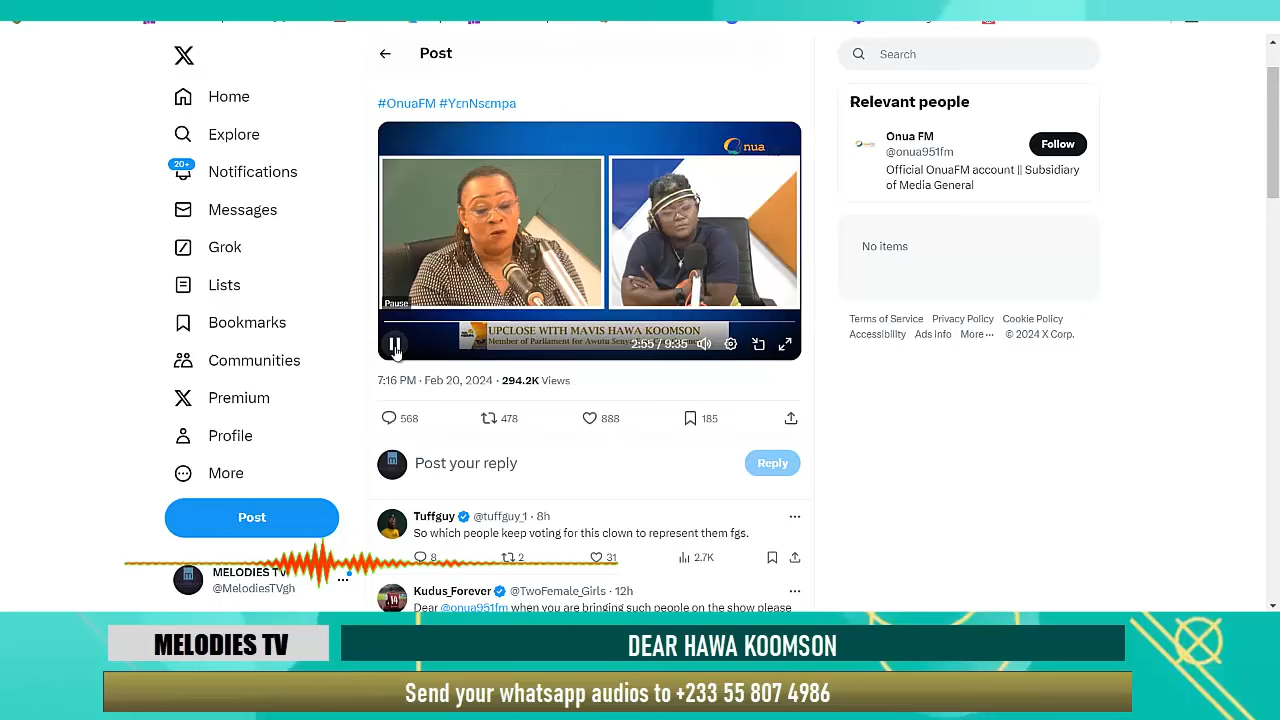 Post
Search
Home
Explore
20+
Notifications
Messages
Grok
Lists
Bookmarks
Communities
Premium
Profile
More
Post
MELODIES TV
@MelodiesTVgh
#OnuaFM #YɛnNsɛmpa
Onua
Pause
UPCLOSE WITH MAVIS HAWA KOOMSON
Member of Parliament for Awutu
2:55 / 9:35
7:16 PM · Feb 20, 2024 · 294.2K Views
568 478 888 185
Post your reply
Reply
Tuffguy @tuffguy_1 · 8h
So which people keep voting for this clown to represent them fgs.
8 2 31 2.7K
Kudus_Forever @TwoFemale_Girls · 12h
Dear @onua951fm when you are bringing such people on the show please
Relevant people
Onua FM
@onua951fm
Follow
Official OnuaFM account || Subsidiary
of Media General
No items
Terms of Service Privacy Policy Cookie Policy
Accessibility Ads info More ··· © 2024 X Corp.
MELODIES TV
DEAR HAWA KOOMSON
Send your whatsapp audios to +233 55 807 4986